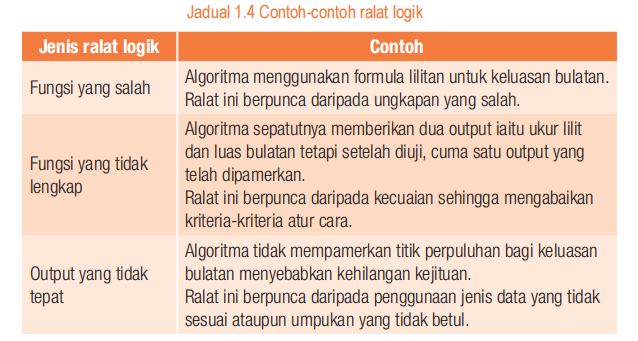 Jadual 1.4 Contoh-contoh ralat logik
Jenis ralat logik
Contoh
Fungsi yang salah
Algoritma menggunakan formula lilitan untuk keluasan bulatan.
Ralat ini berpunca daripada ungkapan yang salah.
Fungsi yang tidak
lengkap
Algoritma sepatutnya memberikan dua output iaitu ukur lilit
dan luas bulatan tetapi setelah diuji, cuma satu output yang
telah dipamerkan.
Ralat ini berpunca daripada kecuaian sehingga mengabaikan
kriteria-kriteria atur cara.
Output yang tidak
tepat
Algoritma tidak mempamerkan titik perpuluhan bagi keluasan
bulatan menyebabkan kehilangan kejituan.
Ralat ini berpunca daripada penggunaan jenis data yang tidak
sesuai ataupun umpukan yang tidak betul.